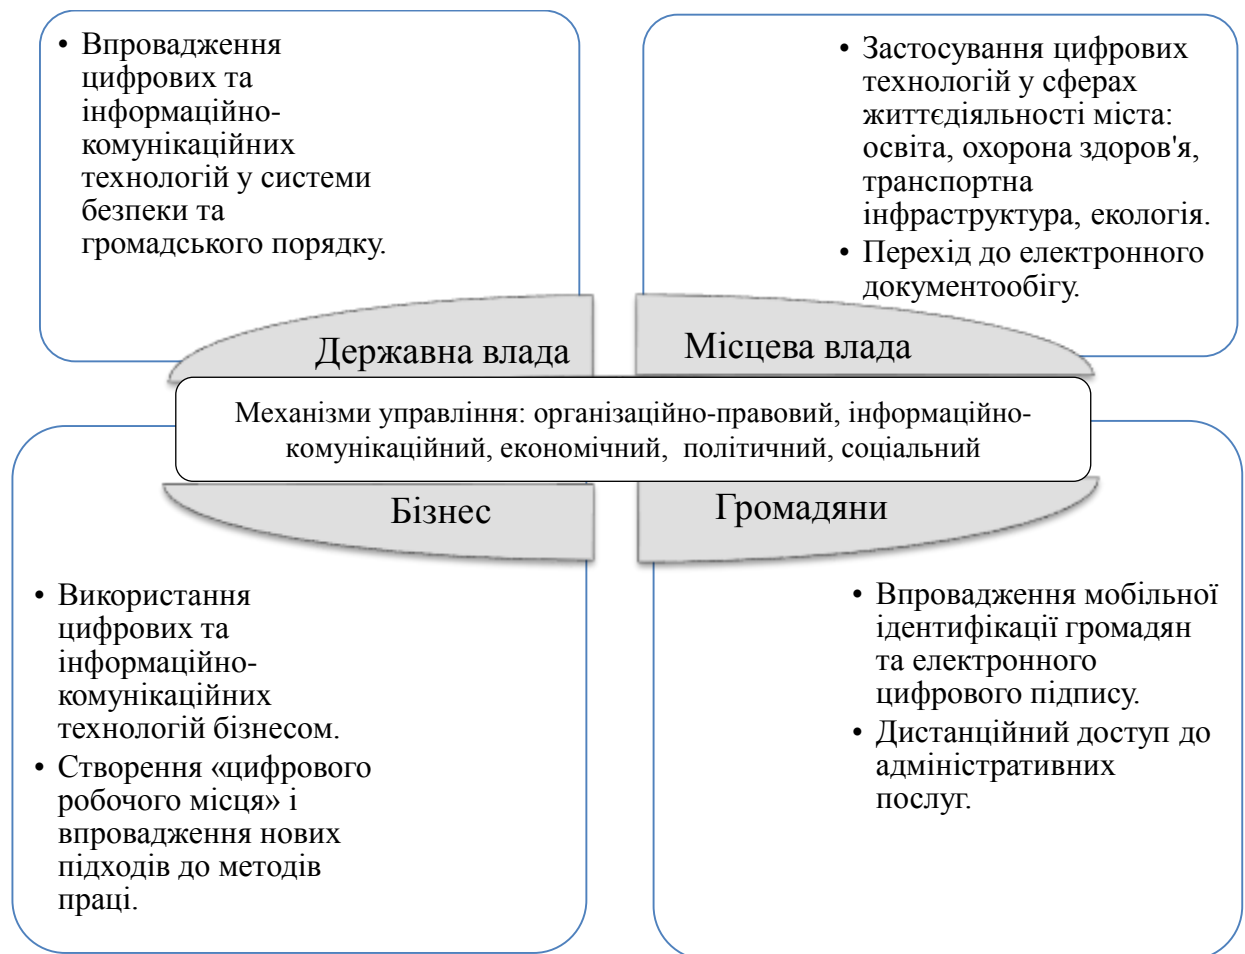 • Впровадження
цифрових та
інформаційно-
комунікаційних
технологій у системи
безпеки та
громадського порядку.
• Застосування цифрових
технологій у сферах
життєдіяльності міста:
освіта, охорона здоров'я,
транспортна
інфраструктура, екологія.
• Перехід до електронного
документообігу.
Державна влада
Місцева влада
Механізми управління: організаційно-правовий, інформаційно-
комунікаційний, економічний, політичний, соціальний
Бізнес
Громадяни
• Використання
цифрових та
інформаційно-
комунікаційних
технологій бізнесом.
• Створення «цифрового
робочого місця» і
впровадження нових
підходів до методів
праці.
• Впровадження мобільної
ідентифікації громадян
та електронного
цифрового підпису.
• Дистанційний доступ до
адміністративних
послуг.